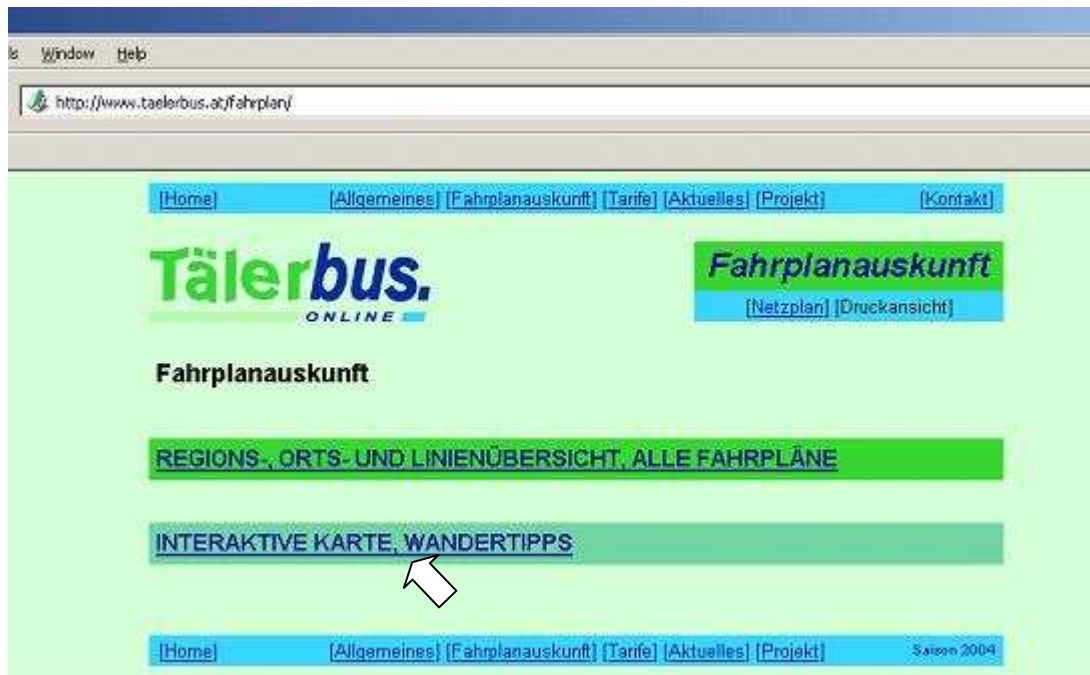 ls Window Help
http://www.taelerbus.at/fahrplan/
[Home] [Allgemeines] [Fahrplanauskunft] [Tarife] [Aktuelles] [Projekt] [Kontakt]
Tälerbus.
ONLINE
Fahrplanauskunft
[Netzplan] [Druckansicht]
Fahrplanauskunft
REGIONS-, ORTS- UND LINIENÜBERSICHT, ALLE FAHRPLÄNE
INTERAKTIVE KARTE, WANDERTIPPS
[Home] [Allgemeines] [Fahrplanauskunft] [Tarife] [Aktuelles] [Projekt] Saison 2004